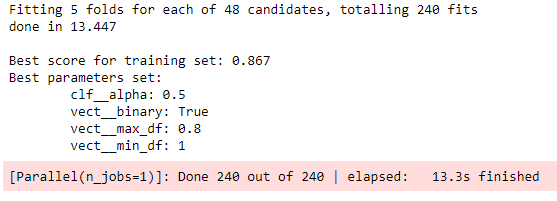 Fitting 5 folds for each of 48 candidates, totalling 240 fits
done in 13.447
Best score for training set: 0.867
Best parameters set:
clf__alpha: 0.5
vect__binary: True
vect__max_df: 0.8
vect__min_df: 1
[Parallel(n_jobs=1)]: Done 240 out of 240 | elapsed:   13.3s finished